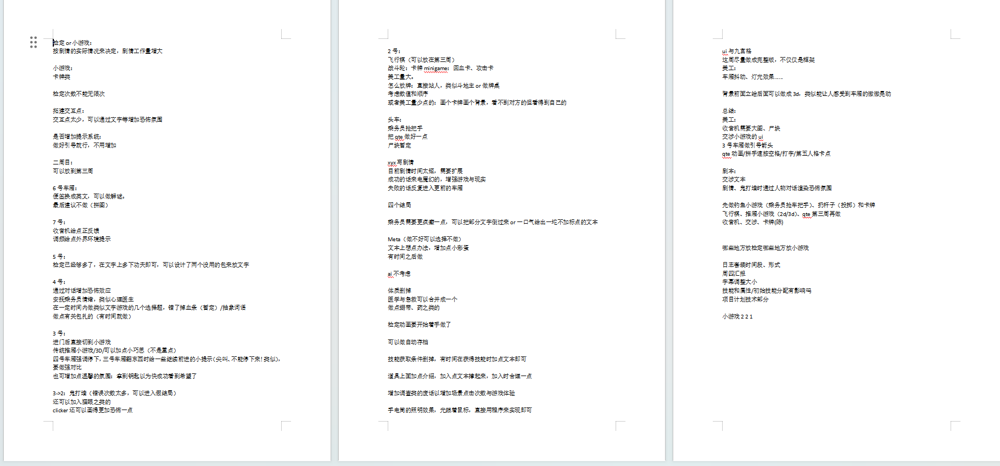 检定 or 小游戏：
按剧情的实际情况来决定，剧情工作量增大
小游戏：
卡牌类
检定次数不能无限次
拓建交互点：
交互点太少，可以通过文字等增加恐怖氛围
是否增加提示系统：
做好引导就行，不用增加
二周目：
可以放到第三周
6 号车厢：
便签换成英文，可以做解谜。
最后建议不做（拼图）
7 号：
收音机给点正反馈
调频给点外界环境提示
5 号：
检定已经够多了，在文字上多下功夫即可，可以设计了两个没用的包来放文字
4 号：
通过对话增加恐怖效应
安抚乘务员情绪，类似心理医生
在一定时间内做类似文字游戏的几个选择题，错了掉血条（暂定）/抽象词语
做点有关包扎的（有时间就做）
3 号：
进门后直接切到小游戏
传统推厢小游戏/3D/可以加点小巧思（不是重点）
四号车厢强调停下，三号车厢翻东西时给一些继续前进的小提示（尖叫、不能停下来！类似），
要做强对比
也可增加点温馨的氛围：拿到钥匙以为快成功看到希望了
3->2：鬼打墙（错误次数太多，可以进入假结局）
还可以加入猫眼之类的
clicker 还可以画得更加恐怖一点
2 号：
飞行棋（可以放在第三周）
战斗轮：卡牌 minigame：回血卡、攻击卡
美工量大。
怎么放牌：直接站人，类似斗地主 or 做牌桌
考虑数值和顺序
或者美工量少点的：画个卡牌画个背景，看不到对方的但看得到自己的
头车：
乘务员抢把手
把 qte 做好一点
尸块暂定
xyx 写剧情
目前剧情时间太短，需要扩展
成功的话来电魔幻的，增强游戏与现实
失败的话反复进入更前的车厢
四个结局
乘务员需要更疯癫一点，可以把部分文字倒过来 or 一口气给出一坨不加标点的文本
Meta（做不好可以选择不做）
文本上想点办法，增加点小彩蛋
有时间之后做
ai 不考虑
体质删掉
医学与急救可以合并成一个
做点绷带、药之类的
检定动画要开始着手做了
可以做自动存档
技能获取条件删掉，有时间在获得技能时加点文本即可
道具上面加点介绍，加入点文本撑起来，加入时合理一点
增加调查类的废话以增加场景点击次数与游戏体验
手电筒的照明效果，光跟着鼠标，直接用程序来实现即可
ui 与九宫格
这周尽量做成完整版，不仅仅是框架
美工：
车厢抖动、灯光效果……
背景前面立绘后面可以做成 3d，类似能让人感受到车厢的微微晃动
总结：
美工：
收音机需要大图、尸块
交涉小游戏的 ui
3 号车厢做引导箭头
qte 动画/拼手速按空格/打字/第五人格卡点
剧本：
交涉文本
剧情、鬼打墙时通过人物对话渲染恐怖氛围
先做钓鱼小游戏（乘务员抢车把手）、扔杆子（投掷）和卡牌
飞行棋、推厢小游戏（2d/3d）、qte 第三周再做
收音机、交涉、卡牌(陈)
哪些地方放检定哪些地方放小游戏
日志套装时间段、形式
周四汇报
字幕调整大小
技能和属性/初始技能分配有影响吗
项目计划技术部分
小游戏 2 2 1